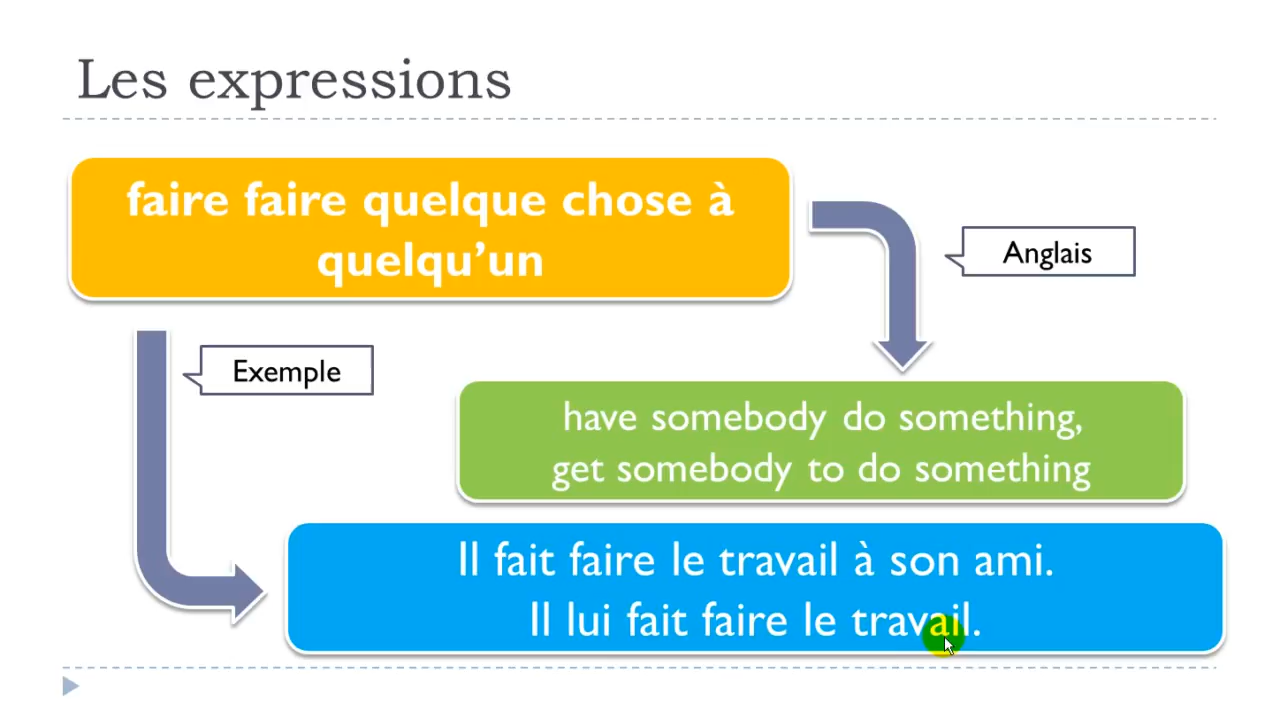 Les expressions
faire faire quelque chose à
quelqu’un
Anglais
Exemple
have somebody do something,
get somebody to do something
Il fait faire le travail à son ami.
Il lui fait faire le travail.